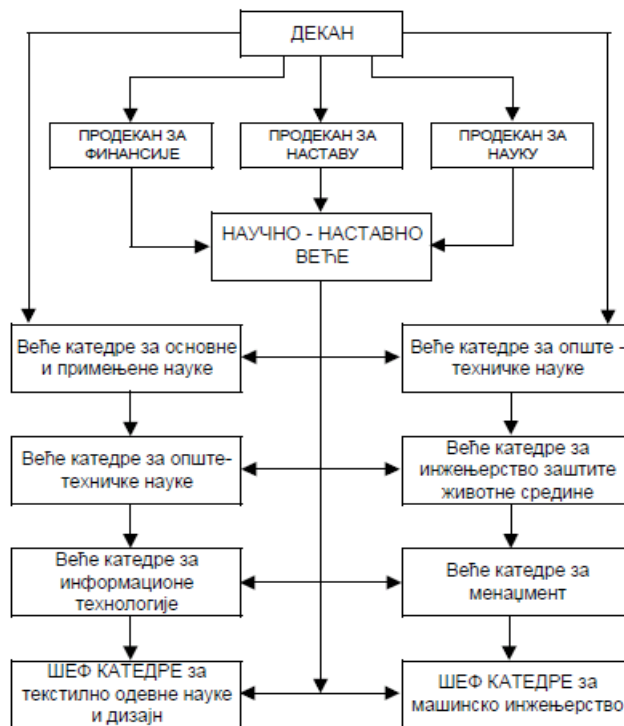 ДЕКАН
ПРОДЕКАН ЗА
ФИНАНСИЈЕ
ПРОДЕКАН ЗА
НАСТАВУ
ПРОДЕКАН ЗА
НАУКУ
НАУЧНО - НАСТАВНО
ВЕЋЕ
Веће катедре за основне
и примењене науке
Веће катедре за опште -
техничке науке
Веће катедре за опште-
техничке науке
Веће катедре за
инжењерство заштите
животне средине
Веће катедре за
информационе
технологије
Веће катедре за
менаџмент
ШЕФ КАТЕДРЕ за
текстилно одевне науке
и дизајн
ШЕФ КАТЕДРЕ за
машинско инжењерство